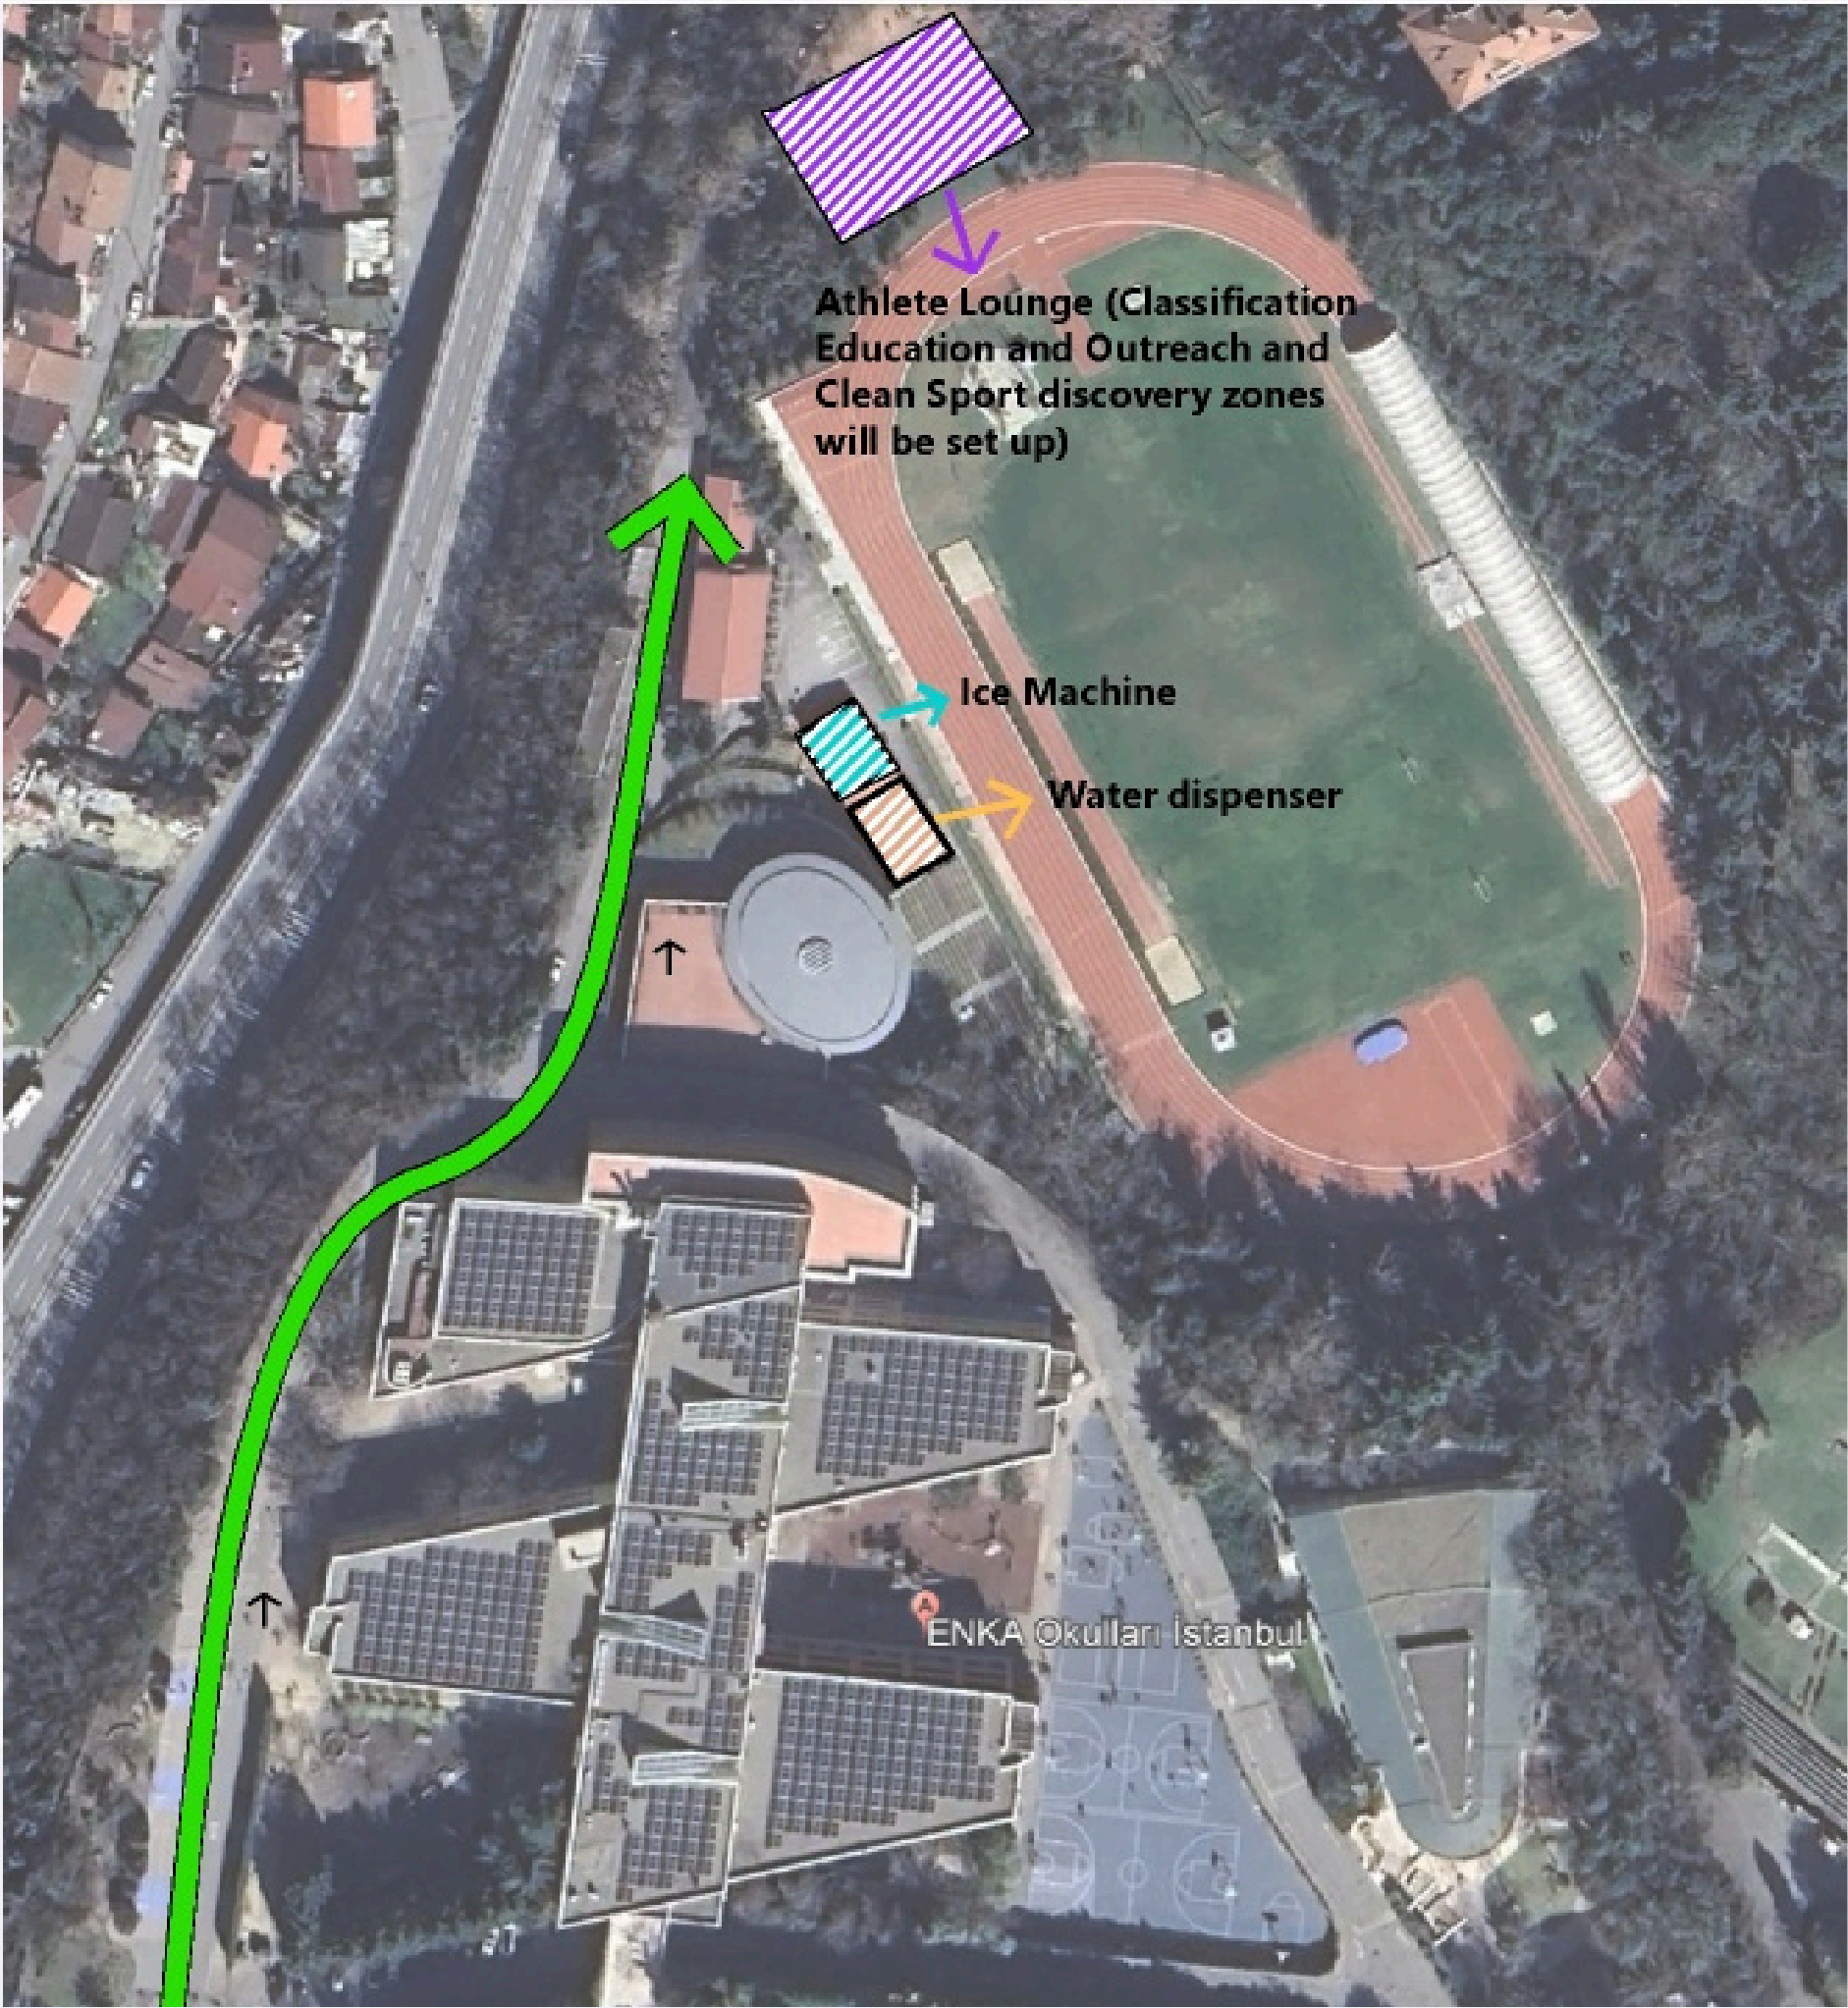 Athlete Lounge (Classification
Education and Outreach and
Clean Sport discovery zones
will be set up)
Ice Machine
Water dispenser
A
ENKA Okulları İstanbul